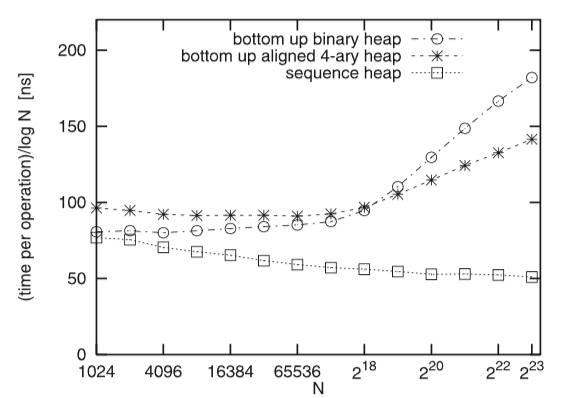 (time per operation)/log N [ns]
200
150
100
50
0
bottom up binary heap
bottom up aligned 4-ary heap
sequence heap
1024 4096 16384 65536 2^18 2^20 2^22 2^23
N